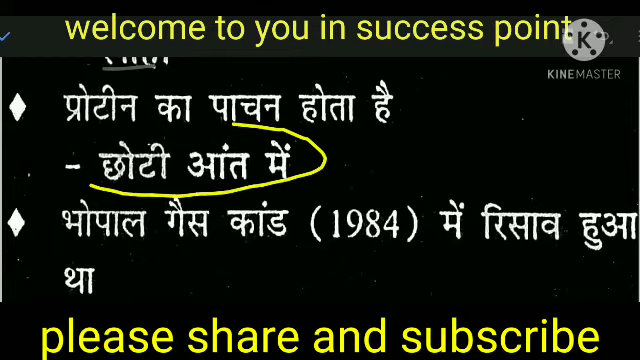 welcome to you in success point
KINEMASTER
♦ प्रोटीन का पाचन होता है
- छोटी आंत में
♦ भोपाल गैस कांड (1984) में रिसाव हुआ
था
please share and subscribe